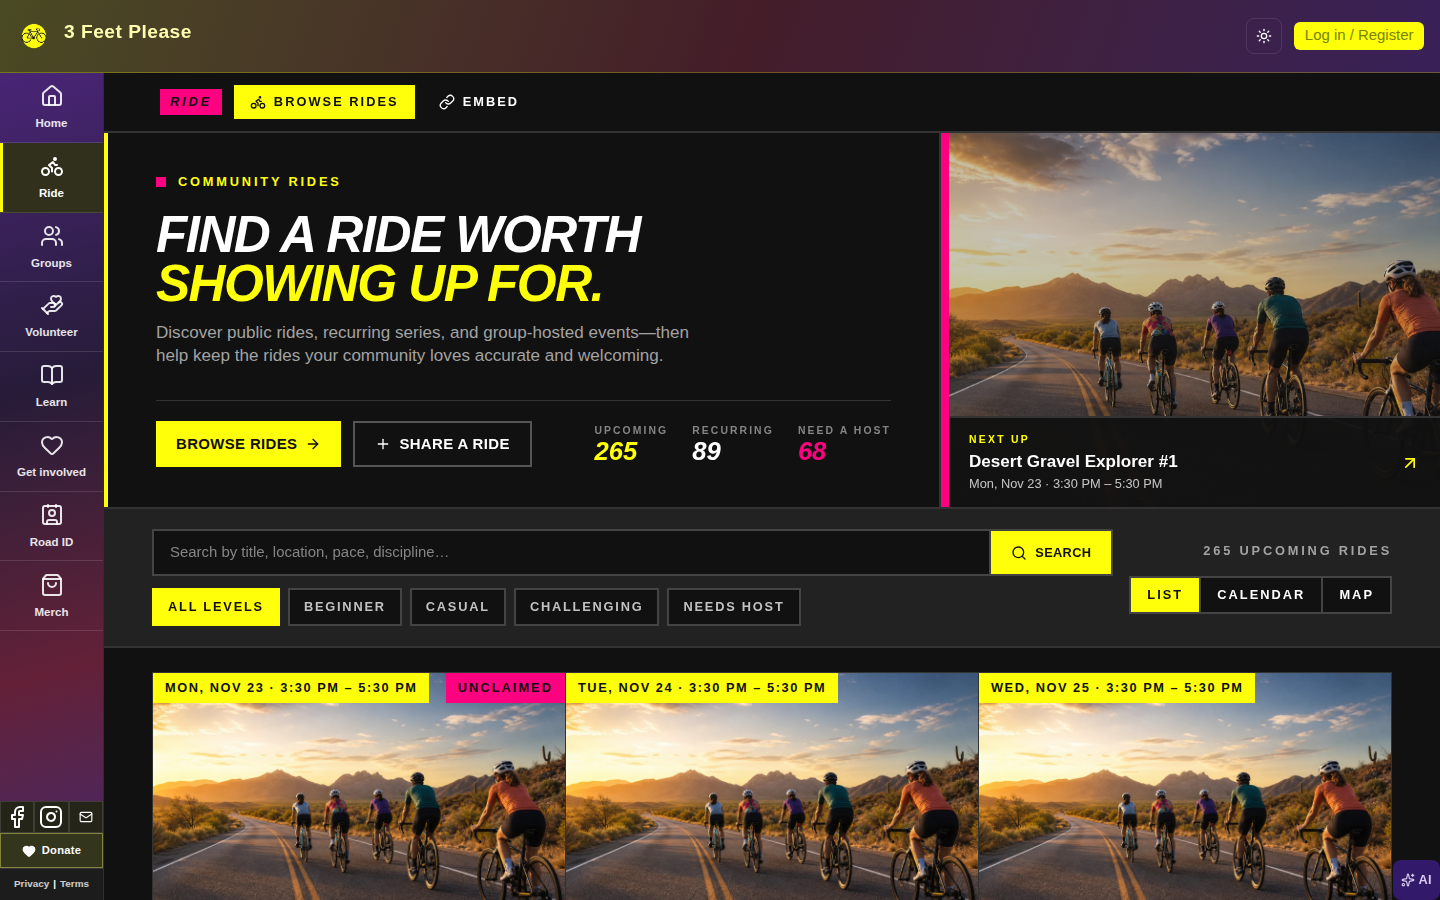 3 Feet Please
Log in / Register
Home
Ride
Groups
Volunteer
Learn
Get involved
Road ID
Merch
Donate
Privacy | Terms
RIDE
BROWSE RIDES
EMBED
COMMUNITY RIDES
FIND A RIDE WORTH
SHOWING UP FOR.
Discover public rides, recurring series, and group-hosted events—then
help keep the rides your community loves accurate and welcoming.
BROWSE RIDES
SHARE A RIDE
UPCOMING
265
RECURRING
89
NEED A HOST
68
NEXT UP
Desert Gravel Explorer #1
Mon, Nov 23 · 3:30 PM – 5:30 PM
Search by title, location, pace, discipline…
SEARCH
265 UPCOMING RIDES
ALL LEVELS
BEGINNER
CASUAL
CHALLENGING
NEEDS HOST
LIST
CALENDAR
MAP
MON, NOV 23 · 3:30 PM – 5:30 PM
UNCLAIMED
TUE, NOV 24 · 3:30 PM – 5:30 PM
WED, NOV 25 · 3:30 PM – 5:30 PM
AI